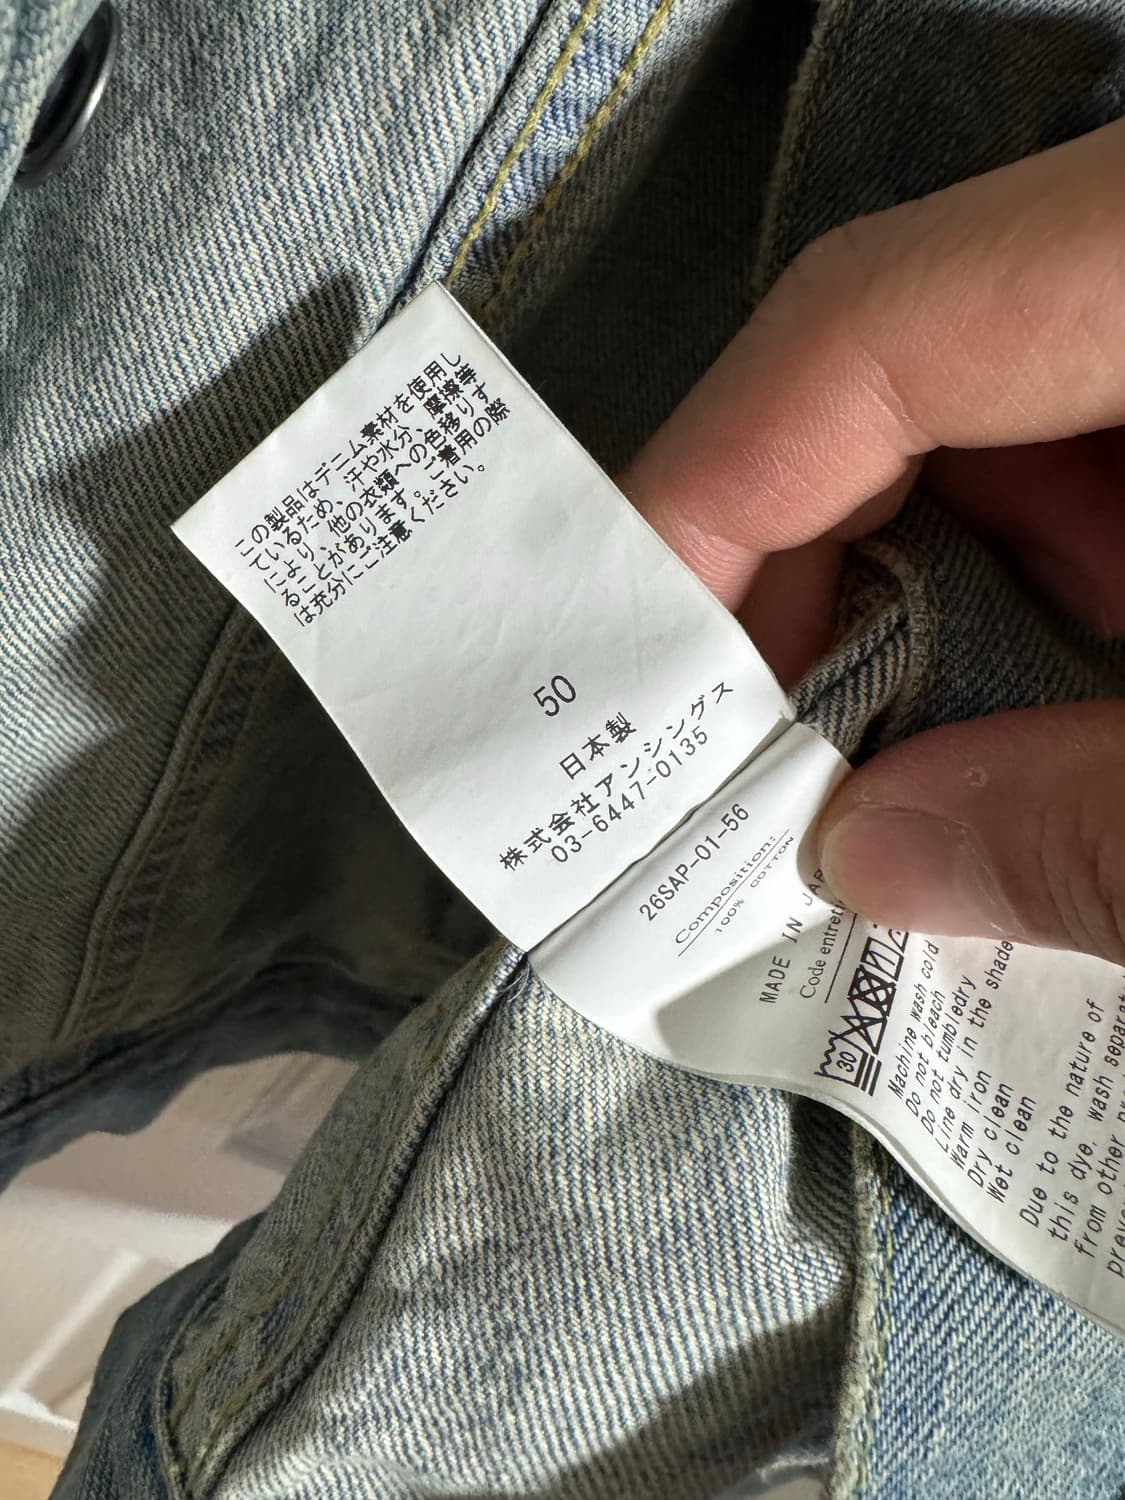 この製品はデニム素材を使用し
ているため、汗や水分、摩擦等
により、他の衣類への色移りす
ることがあります。ご着用の際
は充分にご注意ください。
50
日本製
株式会社アンシングス
03-6447-0135
26SAP-01-56
Composition:
100% COTTON
MADE IN
Code
30
Machine wash cold
Do not bleach
Do not tumbledry
Line dry in the shade
Warm iron
Dry clean
Wet clean
Due to the nature of
this dye, wash
from other